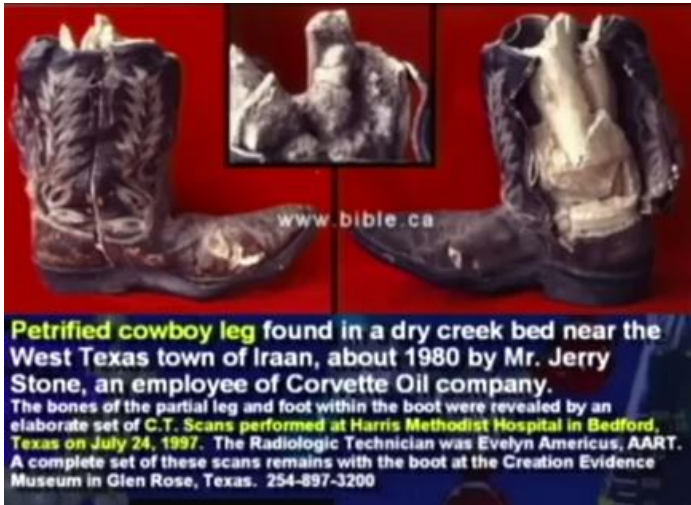 www.bible.ca
Petrified cowboy leg found in a dry creek bed near the
West Texas town of Iraan, about 1980 by Mr. Jerry
Stone, an employee of Corvette Oil company.
The bones of the partial leg and foot within the boot were revealed by an
elaborate set of C.T. Scans performed at Harris Methodist Hospital in Bedford,
Texas on July 24, 1997. The Radiologic Technician was Evelyn Americus, AART.
A complete set of these scans remains with the boot at the Creation Evidence
Museum in Glen Rose, Texas. 254-897-3200